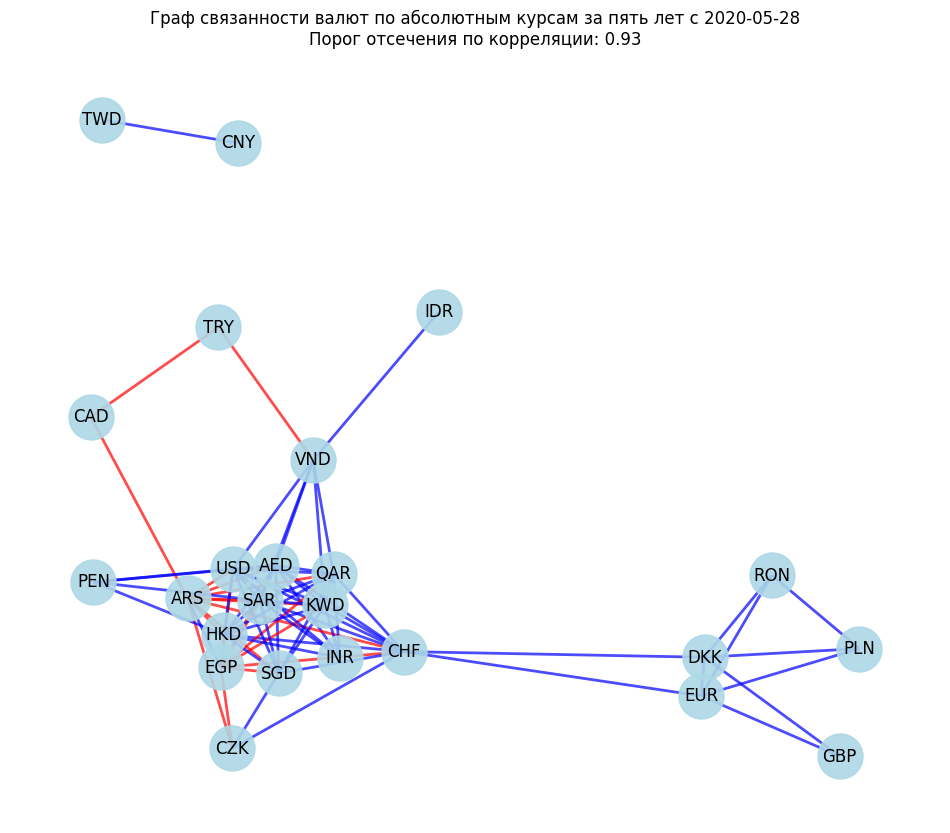 Граф связанности валют по абсолютным курсам за пять лет с 2020-05-28
Порог отсечения по корреляции: 0.93
TWD
CNY
IDR
TRY
CAD
VND
USD
AED
QAR
PEN
ARS
SAR
KWD
HKD
EGP
SGD
INR
CHF
CZK
RON
DKK
PLN
EUR
GBP